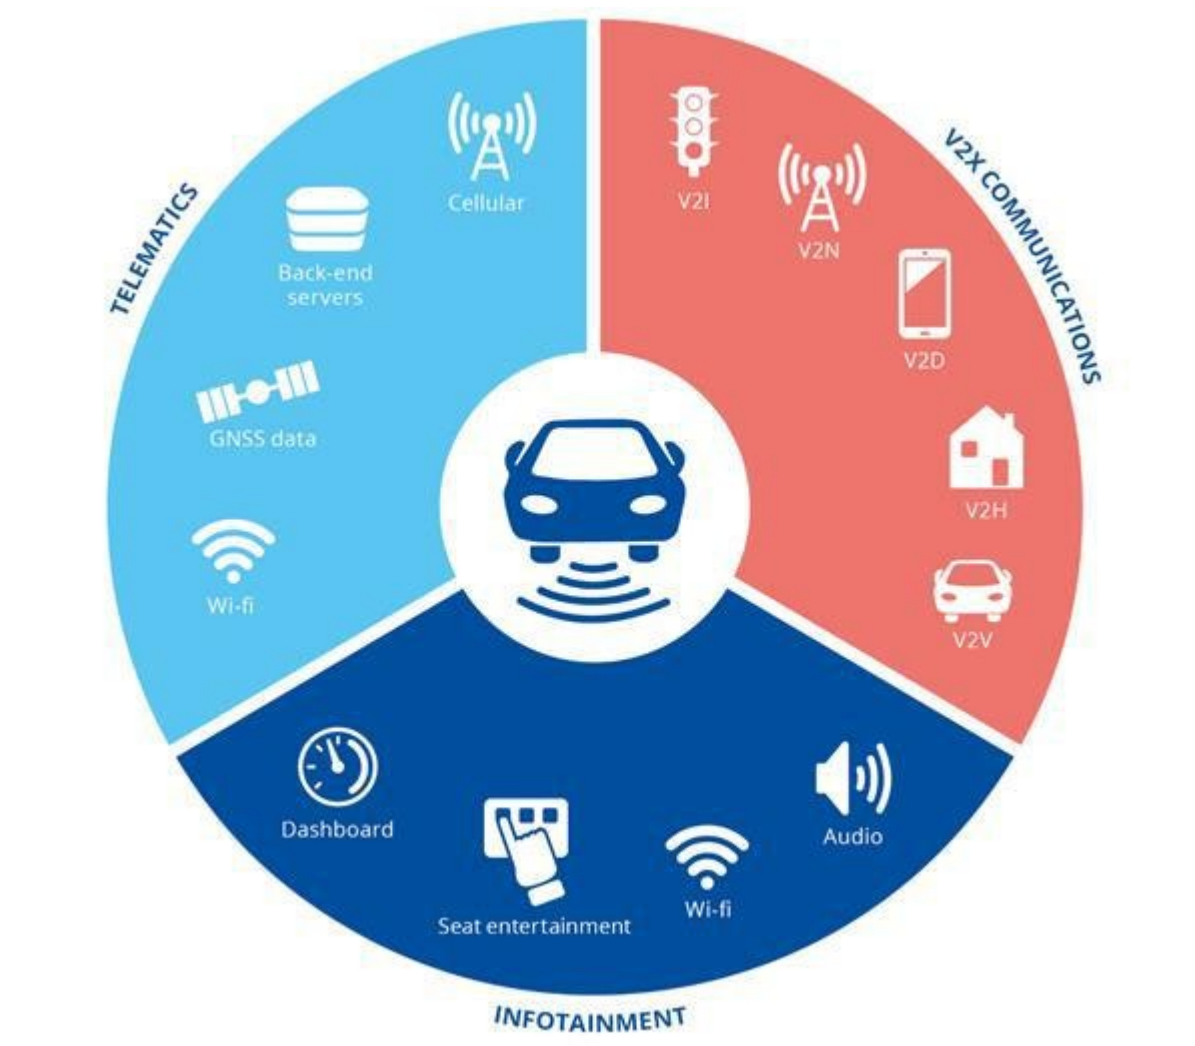 TELEMATICS
Cellular
Back-end
servers
GNSS data
Wi-fi
V2X COMMUNICATIONS
V2I
V2N
V2D
V2H
V2V
Dashboard
Seat entertainment
Wi-fi
Audio
INFOTAINMENT